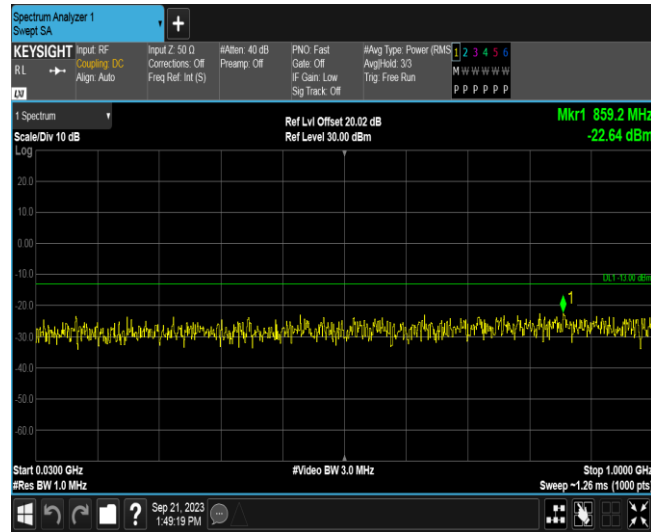 Spectrum Analyzer 1
Swept SA
+
KEYSIGHT
RL
LXI
Input: RF
Coupling: DC
Align: Auto
Input Z: 50 Ω
Corrections: Off
Freq Ref: Int (S)
#Atten: 40 dB
Preamp: Off
PNO: Fast
Gate: Off
IF Gain: Low
Sig Track: Off
#Avg Type: Power (RMS
Avg|Hold: 3/3
Trig: Free Run
1 2 3 4 5 6
M W W W W W
P P P P P P
1 Spectrum
Scale/Div 10 dB
Log
Ref Lvl Offset 20.02 dB
Ref Level 30.00 dBm
Mkr1 859.2 MHz
-22.64 dBm
20.0
10.0
0.00
-10.0
DL1 -13.00 dBm
-20.0
1
-30.0
-40.0
-50.0
-60.0
Start 0.0300 GHz
#Res BW 1.0 MHz
#Video BW 3.0 MHz
Stop 1.0000 GHz
Sweep ~1.26 ms (1000 pts)
?
Sep 21, 2023
1:49:19 PM